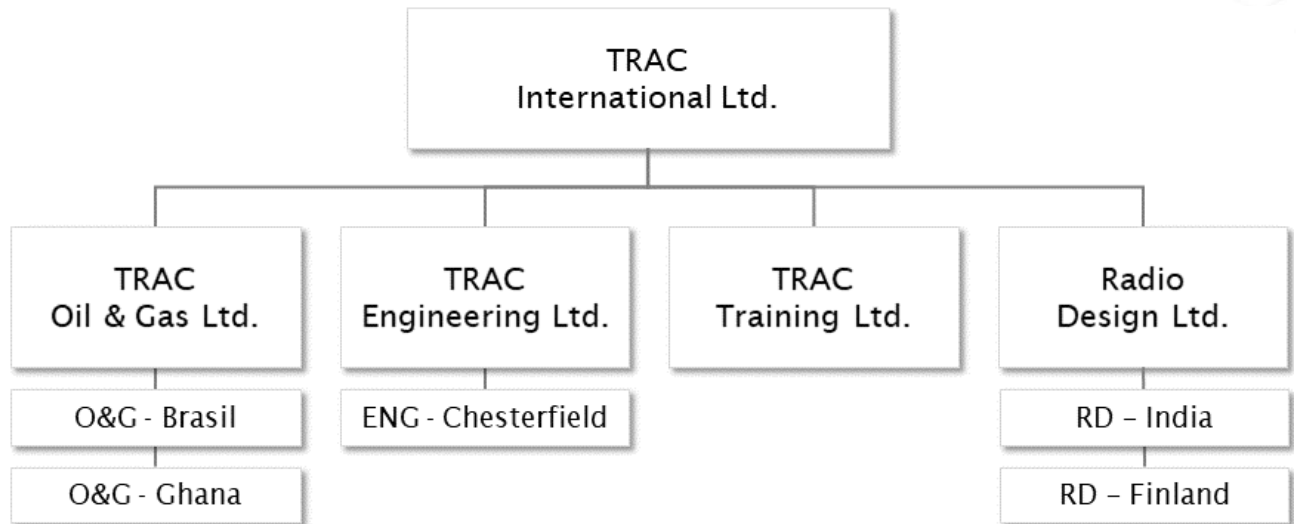 TRAC
International Ltd.
TRAC
Oil & Gas Ltd.
TRAC
Engineering Ltd.
TRAC
Training Ltd.
Radio
Design Ltd.
O&G - Brasil
ENG - Chesterfield
RD – India
O&G - Ghana
RD – Finland